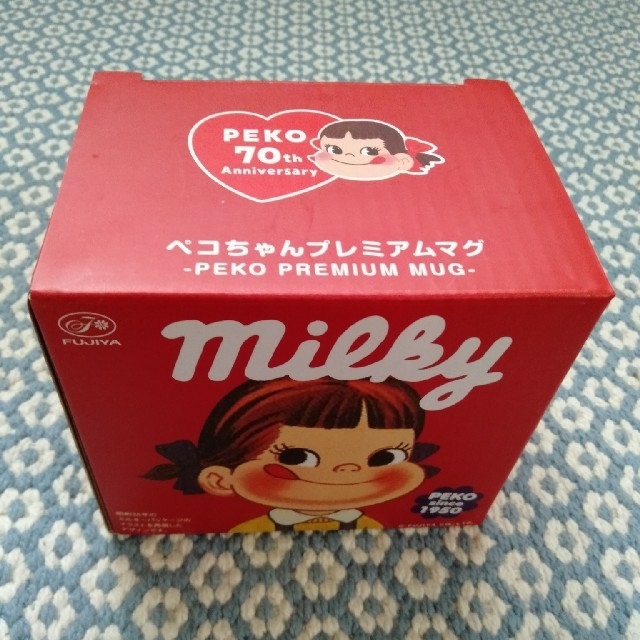 PEKO
70th
Anniversary
ペコちゃんプレミアムマグ
-PEKO PREMIUM MUG-
FUJIYA
milky
PEKO
since
1950